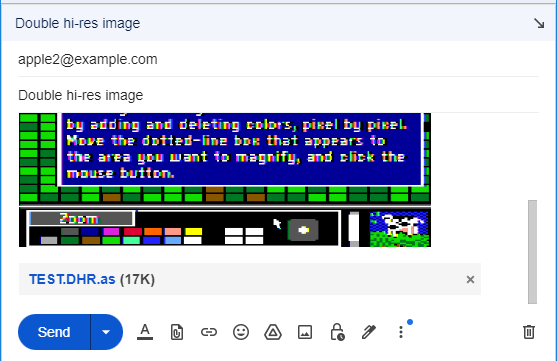 Double hi-res image
apple2@example.com
Double hi-res image
by adding and deleting colors, pixel by pixel.
Move the dotted-line box that appears to
the area you want to magnify, and click the
mouse button.
Zoom
TEST.DHR.as (17K)
Send